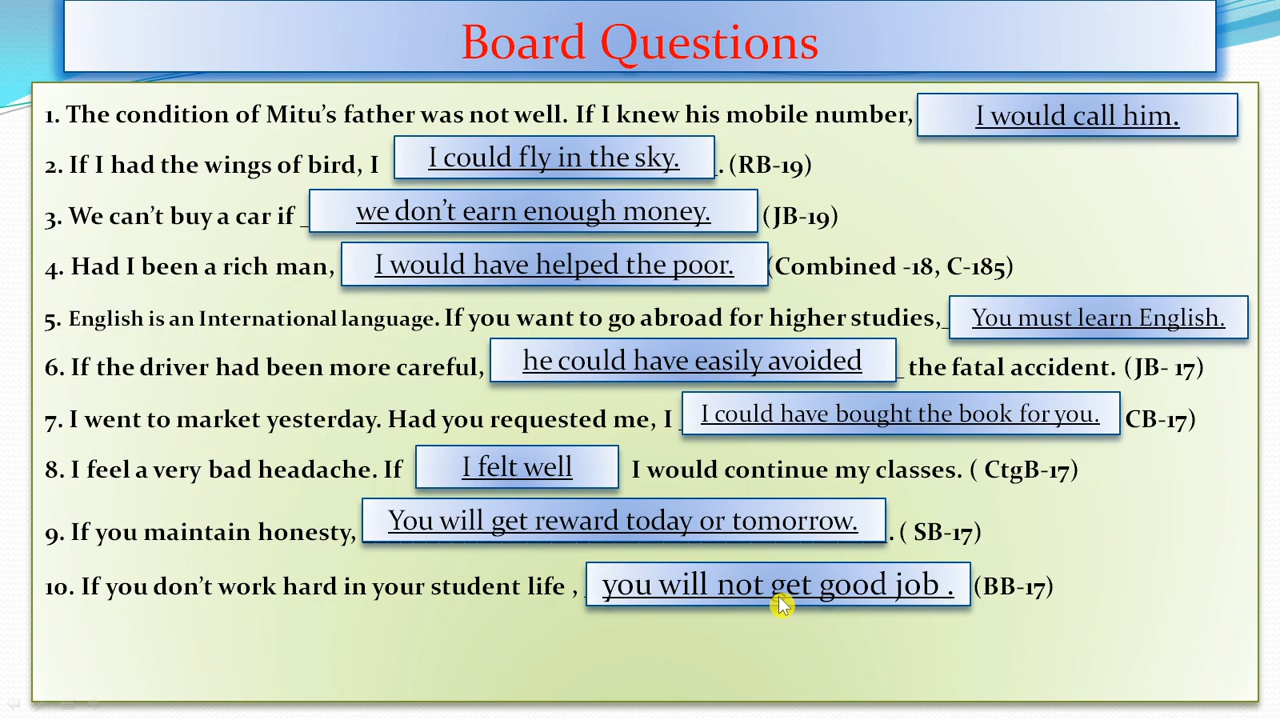 Board Questions
1. The condition of Mitu’s father was not well. If I knew his mobile number, I would call him.
2. If I had the wings of bird, I I could fly in the sky. . (RB-19)
3. We can’t buy a car if _ we don’t earn enough money. (JB-19)
4. Had I been a rich man, I would have helped the poor. (Combined -18, C-185)
5. English is an International language. If you want to go abroad for higher studies,_ You must learn English.
6. If the driver had been more careful, he could have easily avoided _ the fatal accident. (JB- 17)
7. I went to market yesterday. Had you requested me, I _ I could have bought the book for you. CB-17)
8. I feel a very bad headache. If I felt well I would continue my classes. ( CtgB-17)
9. If you maintain honesty, You will get reward today or tomorrow. . ( SB-17)
10. If you don’t work hard in your student life , _ you will not get good job . (BB-17)